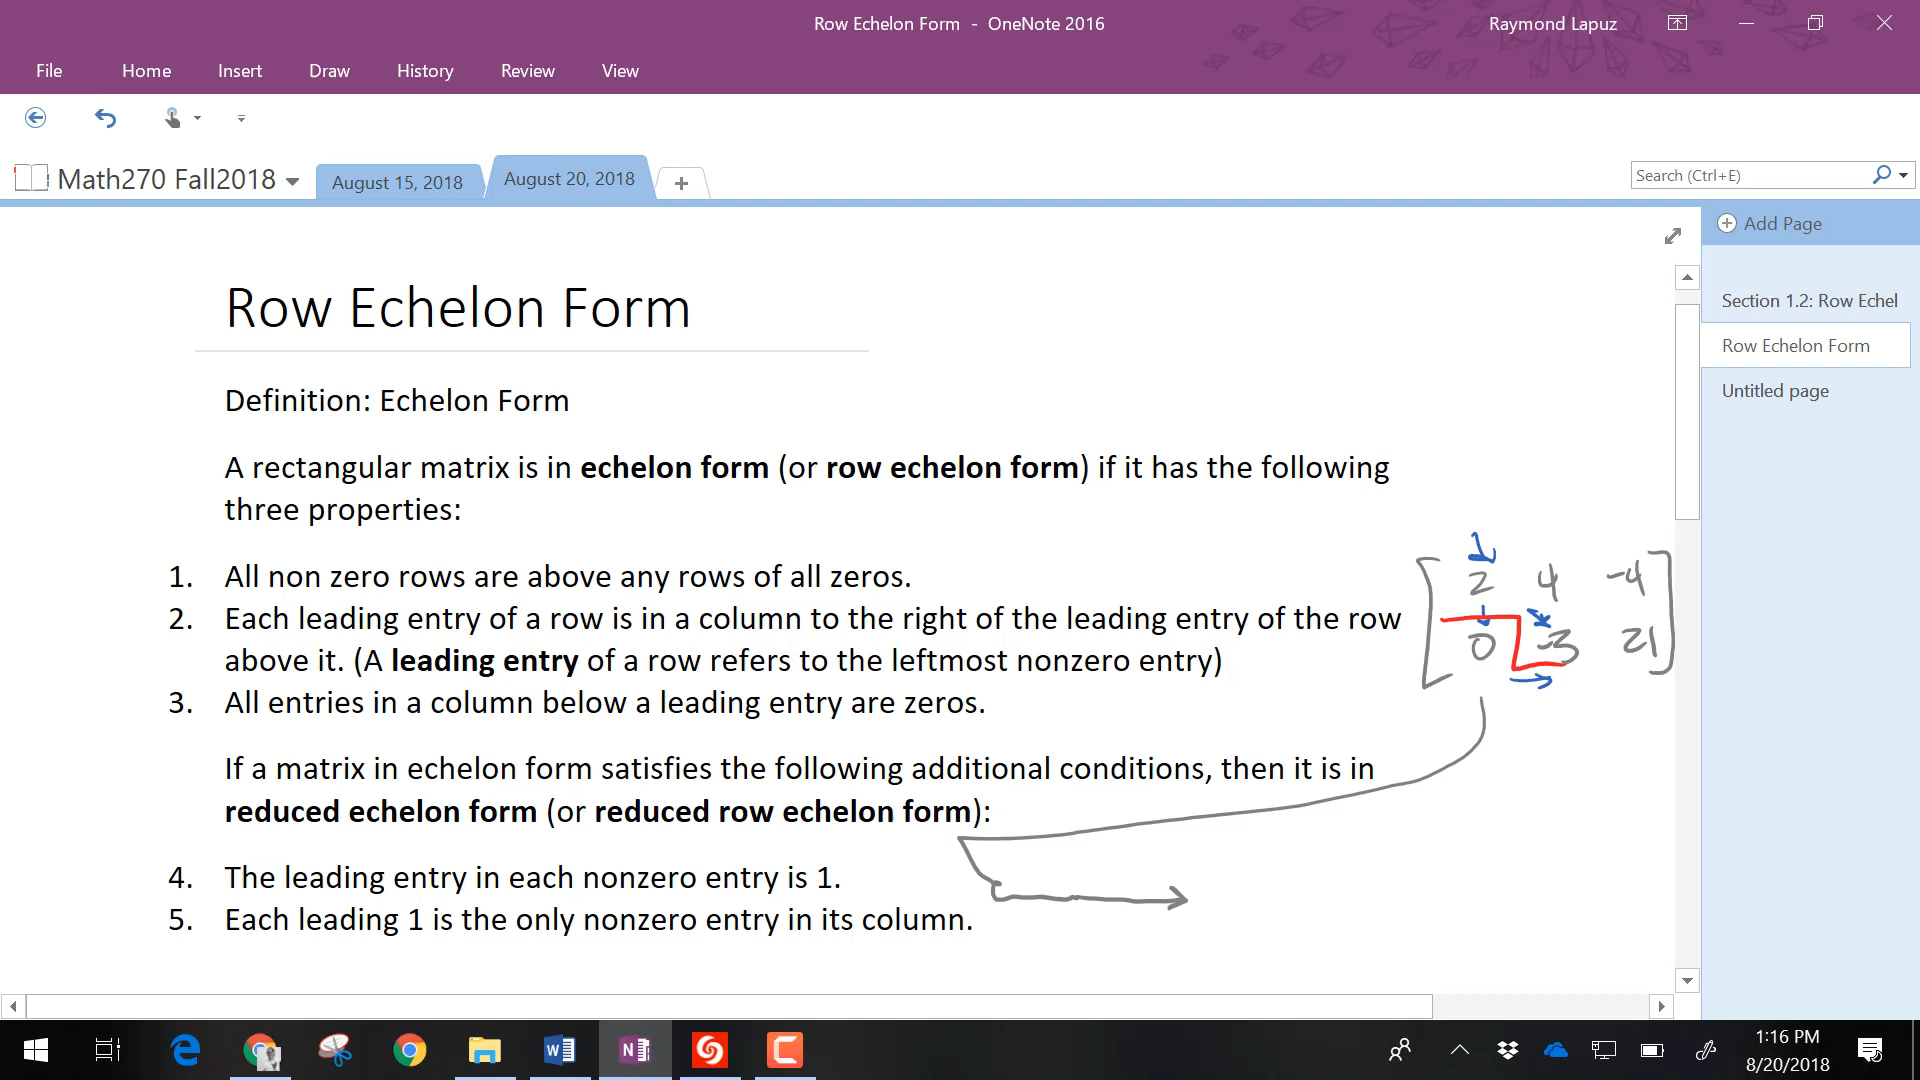 Row Echelon Form - OneNote 2016
Raymond Lapuz
File Home Insert Draw History Review View
Math270 Fall2018
August 15, 2018
August 20, 2018
Search (Ctrl+E)
Add Page
Section 1.2: Row Echel
Row Echelon Form
Untitled page
Row Echelon Form
Definition: Echelon Form
A rectangular matrix is in echelon form (or row echelon form) if it has the following
three properties:
1. All non zero rows are above any rows of all zeros.
2. Each leading entry of a row is in a column to the right of the leading entry of the row
above it. (A leading entry of a row refers to the leftmost nonzero entry)
3. All entries in a column below a leading entry are zeros.
If a matrix in echelon form satisfies the following additional conditions, then it is in
reduced echelon form (or reduced row echelon form):
4. The leading entry in each nonzero entry is 1.
5. Each leading 1 is the only nonzero entry in its column.
2 4 -4
0 -3 21
1:16 PM
8/20/2018